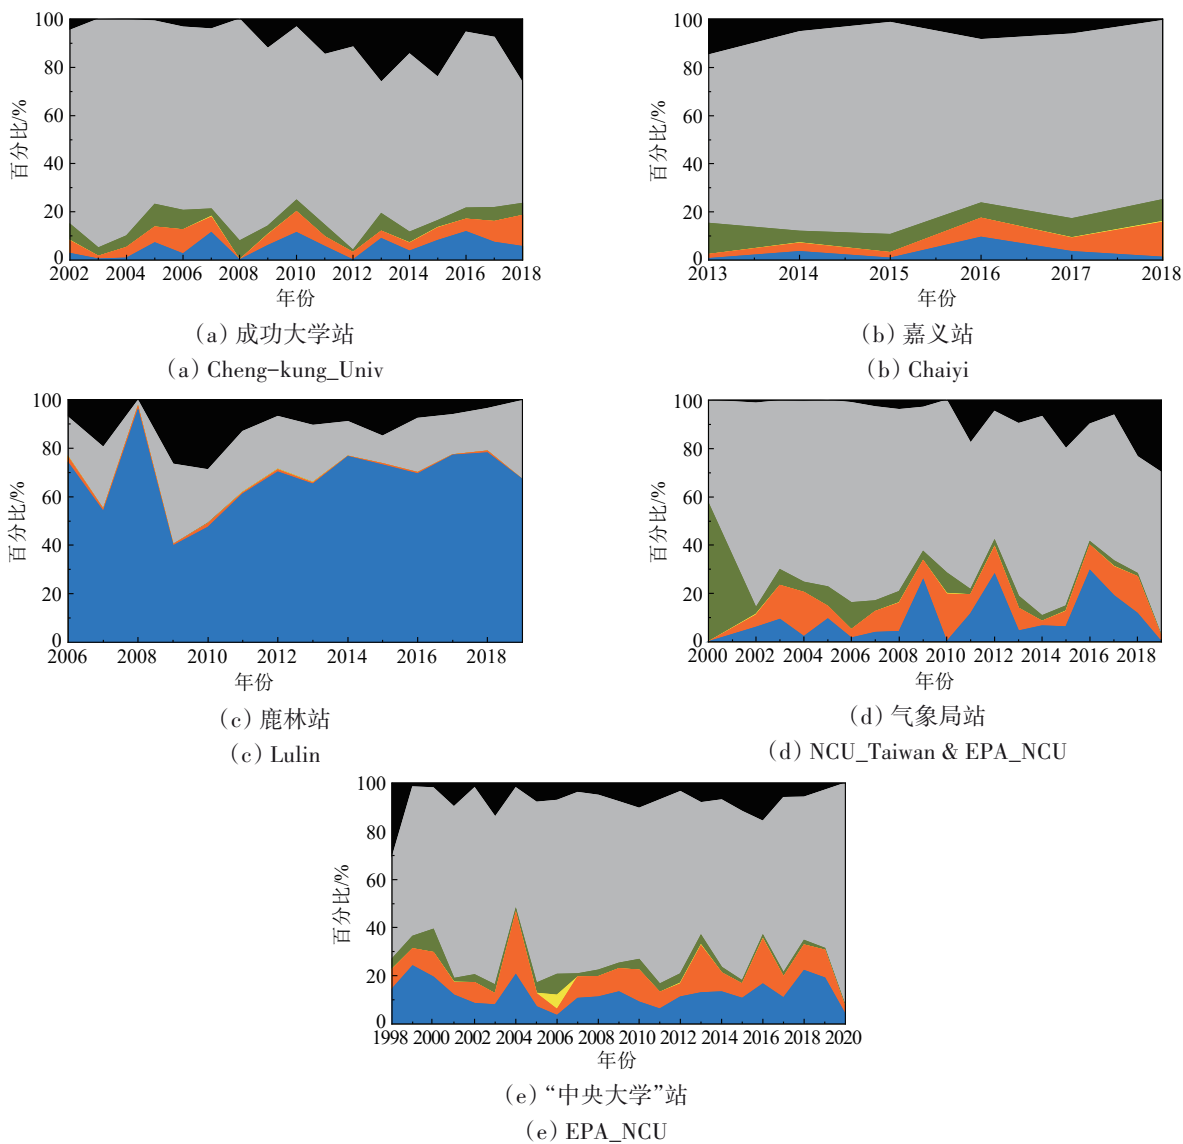 100
80
60
40
20
0
百分比/%
2002 2004 2006 2008 2010 2012 2014 2016 2018
年份
(a) 成功大学站
(a) Cheng-kung_Univ
100
80
60
40
20
0
百分比/%
2013 2014 2015 2016 2017 2018
年份
(b) 嘉义站
(b) Chaiyi
100
80
60
40
20
0
百分比/%
2006 2008 2010 2012 2014 2016 2018
年份
(c) 鹿林站
(c) Lulin
100
80
60
40
20
0
百分比/%
2000 2002 2004 2006 2008 2010 2012 2014 2016 2018
年份
(d) 气象局站
(d) NCU_Taiwan & EPA_NCU
100
80
60
40
20
0
百分比/%
1998 2000 2002 2004 2006 2008 2010 2012 2014 2016 2018 2020
年份
(e) “中央大学”站
(e) EPA_NCU